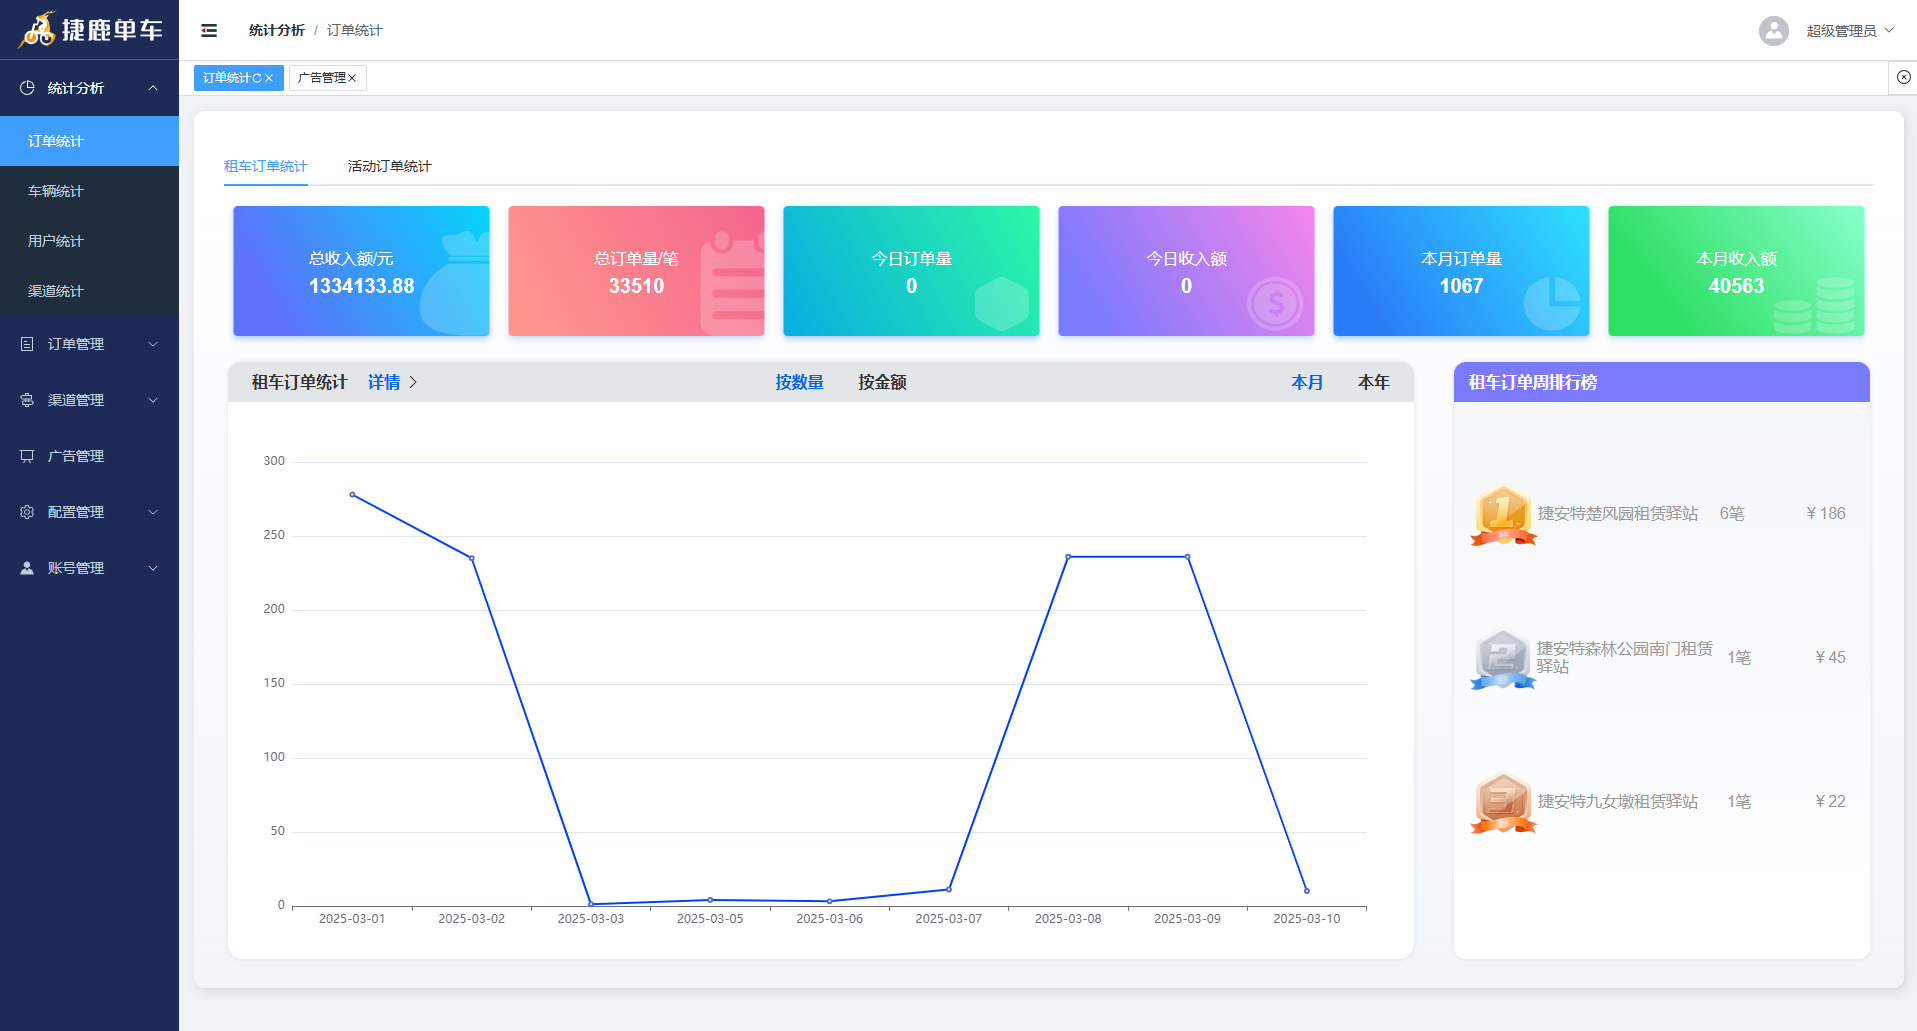 捷鹿单车
统计分析 / 订单统计
超级管理员
订单统计
广告管理
统计分析
订单统计
车辆统计
用户统计
渠道统计
订单管理
渠道管理
广告管理
配置管理
账号管理
租车订单统计
活动订单统计
总收入额/元
1334133.88
总订单量/笔
33510
今日订单量
0
今日收入额
0
本月订单量
1067
本月收入额
40563
租车订单统计 详情
按数量 按金额
本月 本年
300
250
200
150
100
50
0
2025-03-01 2025-03-02 2025-03-03 2025-03-05 2025-03-06 2025-03-07 2025-03-08 2025-03-09 2025-03-10
租车订单周排行榜
1 捷安特楚风园租赁驿站 6笔 ¥186
2 捷安特森林公园南门租赁
驿站 1笔 ¥45
3 捷安特九女墩租赁驿站 1笔 ¥22